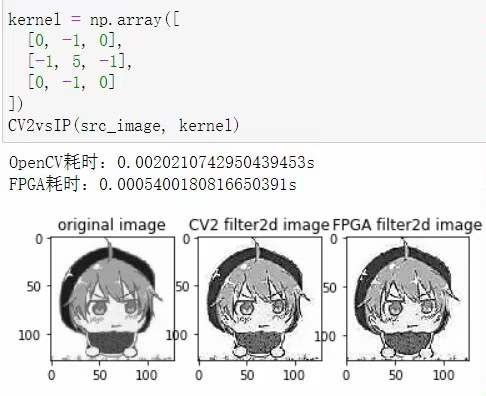 kernel = np.array([
[0, -1, 0],
[-1, 5, -1],
[0, -1, 0]
])
CV2vsIP(src_image, kernel)
OpenCV耗时：0.0020210742950439453s
FPGA耗时：0.0005400180816650391s
original image CV2 filter2d image FPGA filter2d image
0 0 0
50 50 50
100 100 100
0 50 100 0 50 100 0 50 100